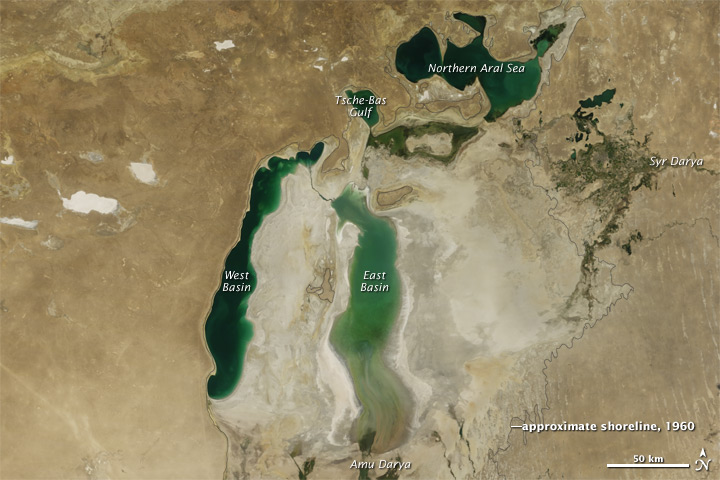 Northern Aral Sea
Tsche-Bas
Gulf
Syr Darya
West
Basin
East
Basin
—approximate shoreline, 1960
Amu Darya
50 km
N